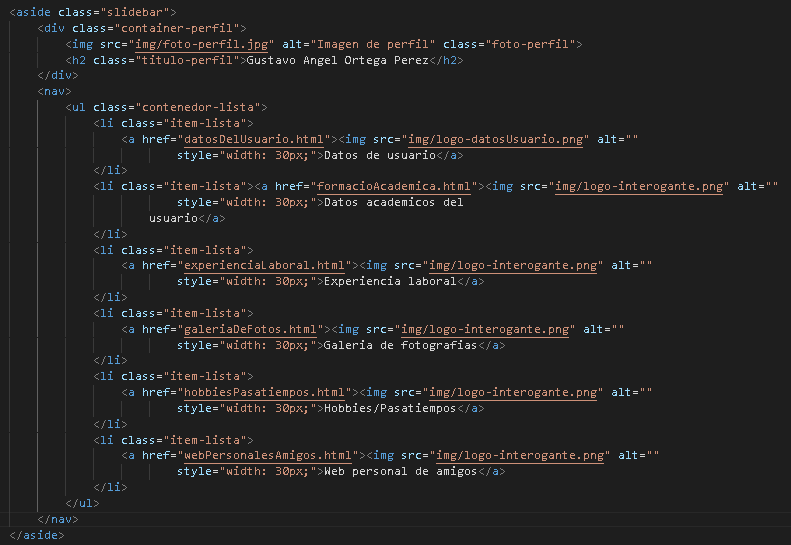 <aside class="slidebar">
    <div class="container-perfil">
        <img src="img/foto-perfil.jpg" alt="Imagen de perfil" class="foto-perfil">
        <h2 class="titulo-perfil">Gustavo Angel Ortega Perez</h2>
    </div>
    <nav>
        <ul class="contenedor-lista">
            <li class="item-lista">
                <a href="datosDelUsuario.html"><img src="img/logo-datosUsuario.png" alt=""
                        style="width: 30px;">Datos de usuario</a>
            </li>
            <li class="item-lista"><a href="formacioAcademica.html"><img src="img/logo-interogante.png" alt=""
                        style="width: 30px;">Datos academicos del
                    usuario</a>
            </li>
            <li class="item-lista">
                <a href="experienciaLaboral.html"><img src="img/logo-interogante.png" alt=""
                        style="width: 30px;">Experiencia laboral</a>
            </li>
            <li class="item-lista">
                <a href="galeriaDeFotos.html"><img src="img/logo-interogante.png" alt=""
                        style="width: 30px;">Galeria de fotografias</a>
            </li>
            <li class="item-lista">
                <a href="hobbiesPasatiempos.html"><img src="img/logo-interogante.png" alt=""
                        style="width: 30px;">Hobbies/Pasatiempos</a>
            </li>
            <li class="item-lista">
                <a href="webPersonalesAmigos.html"><img src="img/logo-interogante.png" alt=""
                        style="width: 30px;">Web personal de amigos</a>
            </li>
        </ul>
    </nav>
</aside>